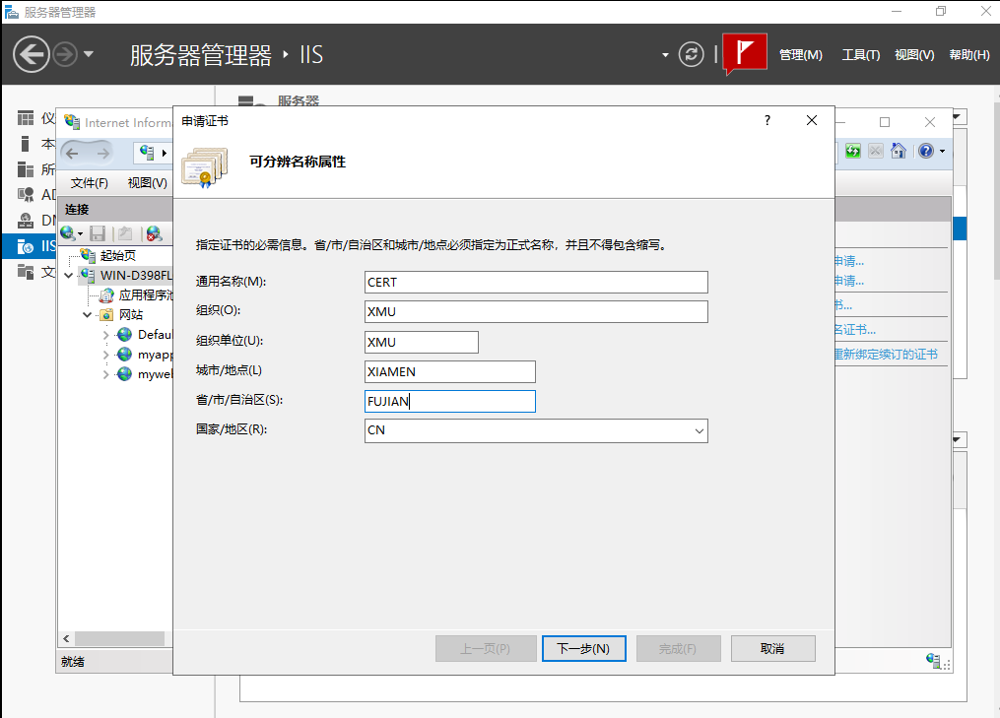 服务器管理器
服务器管理器 ‣ IIS
管理(M) 工具(T) 视图(V) 帮助(H)
服务器
仪
本
所
AD
DN
IIS
文
Internet Inform
文件(F) 视图(V)
连接
起始页
WIN-D398FL
应用程序池
网站
Defau
myapp
myweb
就绪
申请证书
可分辨名称属性
指定证书的必需信息。省/市/自治区和城市/地点必须指定为正式名称，并且不得包含缩写。
通用名称(M): CERT
组织(O): XMU
组织单位(U): XMU
城市/地点(L) XIAMEN
省/市/自治区(S): FUJIAN
国家/地区(R): CN
上一页(P) 下一步(N) 完成(F) 取消
申请...
申请...
书...
名证书...
重新绑定续订的证书